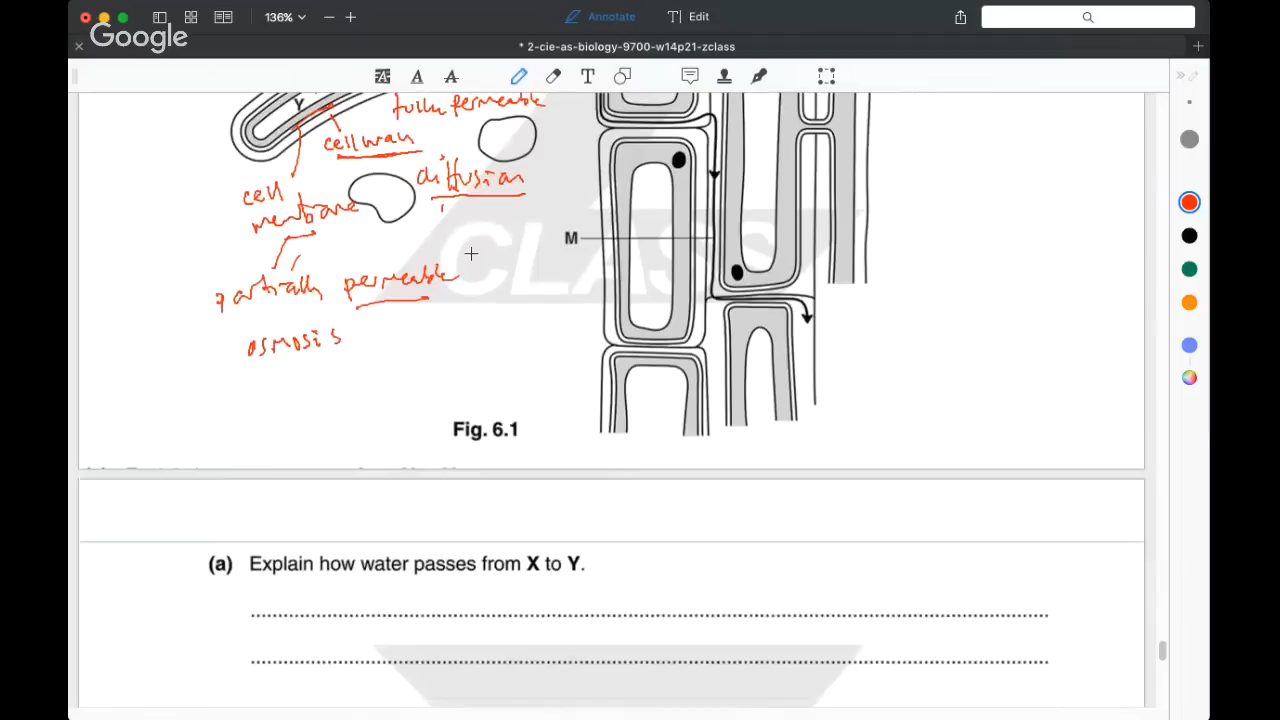 136%
Annotate
Edit
Google
* 2-cie-as-biology-9700-w14p21-zclass
Y
fully permeable
cell wall
diffusion
cell
membrane
partially permeable
osmosis
CLASS
M
Fig. 6.1
(a) Explain how water passes from X to Y.